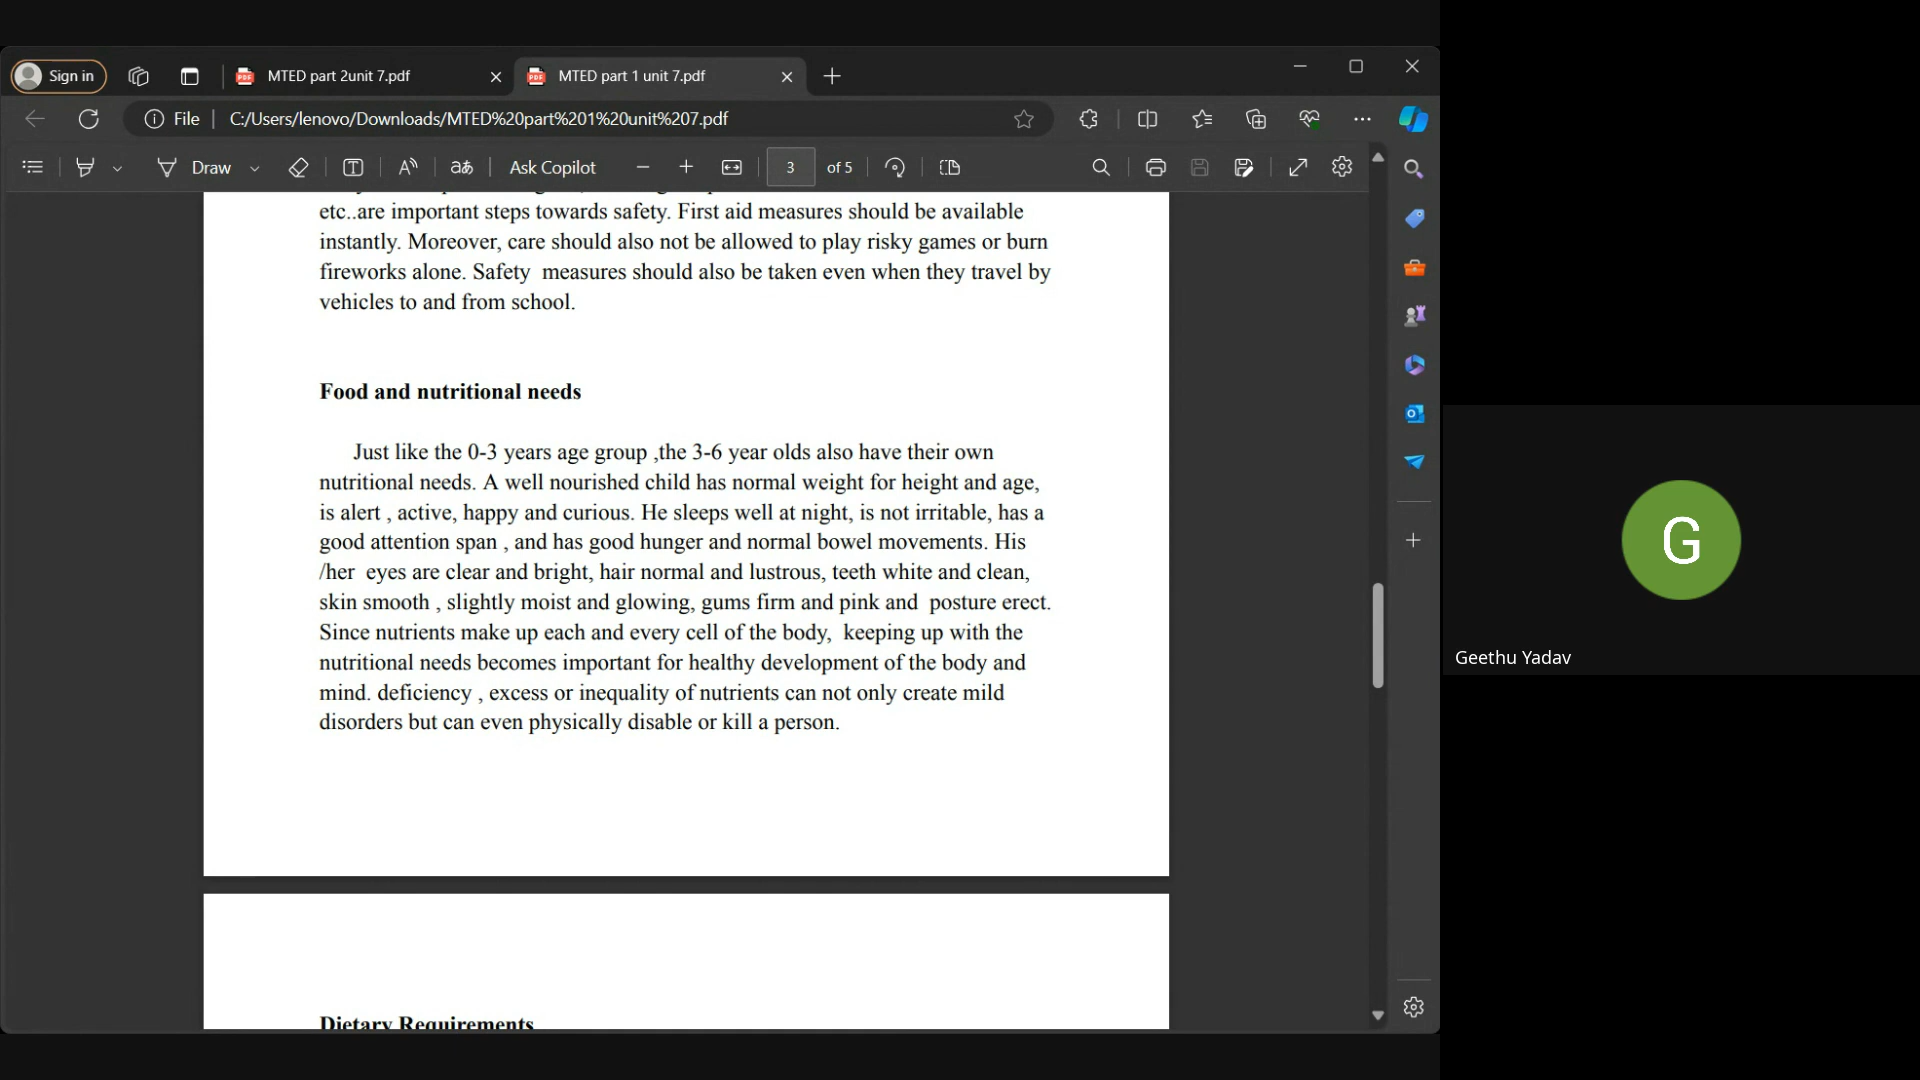 Sign in
MTED part 2unit 7.pdf
MTED part 1 unit 7.pdf
File
C:/Users/lenovo/Downloads/MTED%20part%201%20unit%207.pdf
Draw
aあ
Ask Copilot
3
of 5
etc..are important steps towards safety. First aid measures should be available
instantly. Moreover, care should also not be allowed to play risky games or burn
fireworks alone. Safety measures should also be taken even when they travel by
vehicles to and from school.
Food and nutritional needs
Just like the 0-3 years age group ,the 3-6 year olds also have their own
nutritional needs. A well nourished child has normal weight for height and age,
is alert , active, happy and curious. He sleeps well at night, is not irritable, has a
good attention span , and has good hunger and normal bowel movements. His
/her eyes are clear and bright, hair normal and lustrous, teeth white and clean,
skin smooth , slightly moist and glowing, gums firm and pink and posture erect.
Since nutrients make up each and every cell of the body, keeping up with the
nutritional needs becomes important for healthy development of the body and
mind. deficiency , excess or inequality of nutrients can not only create mild
disorders but can even physically disable or kill a person.
Dietary Requirements
G
Geethu Yadav